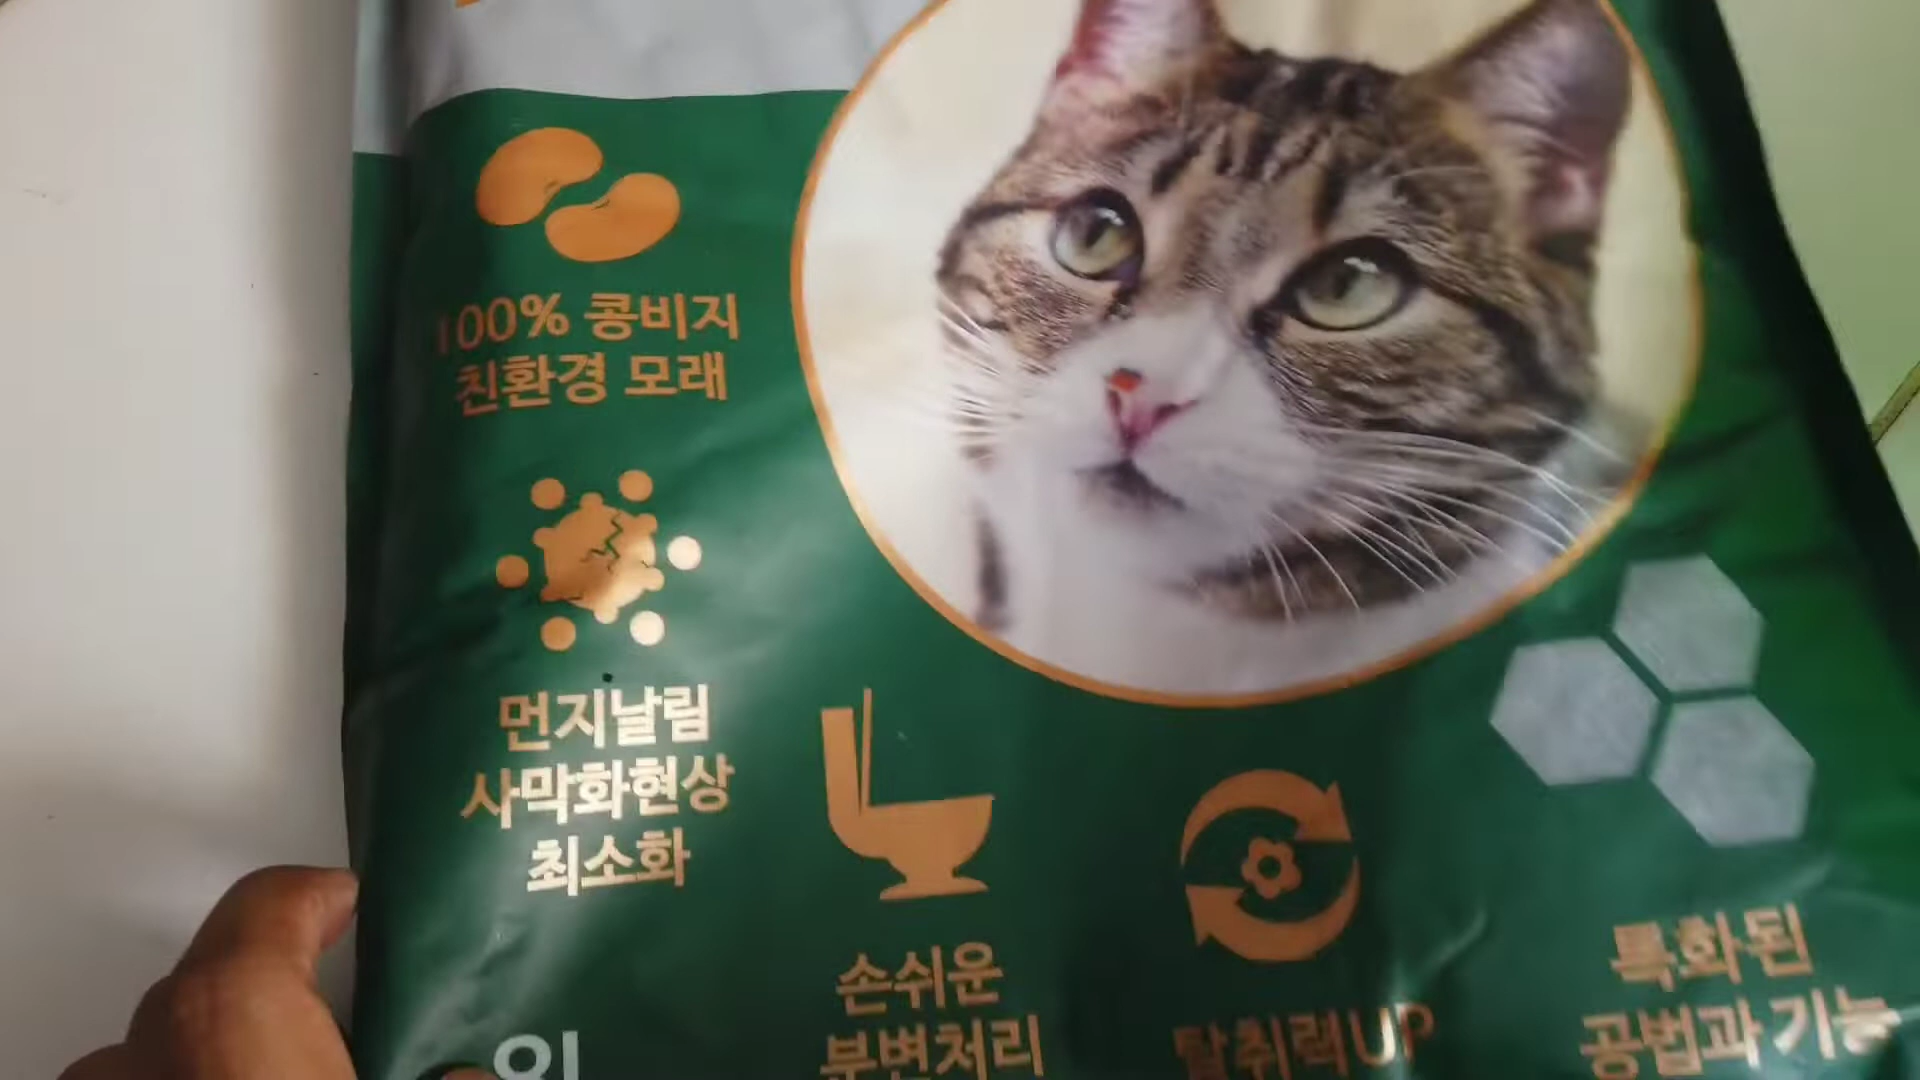 100% 콩비지
친환경 모래
먼지날림
사막화현상
최소화
손쉬운
분변처리
탈취력UP
특화된
공법과 기능